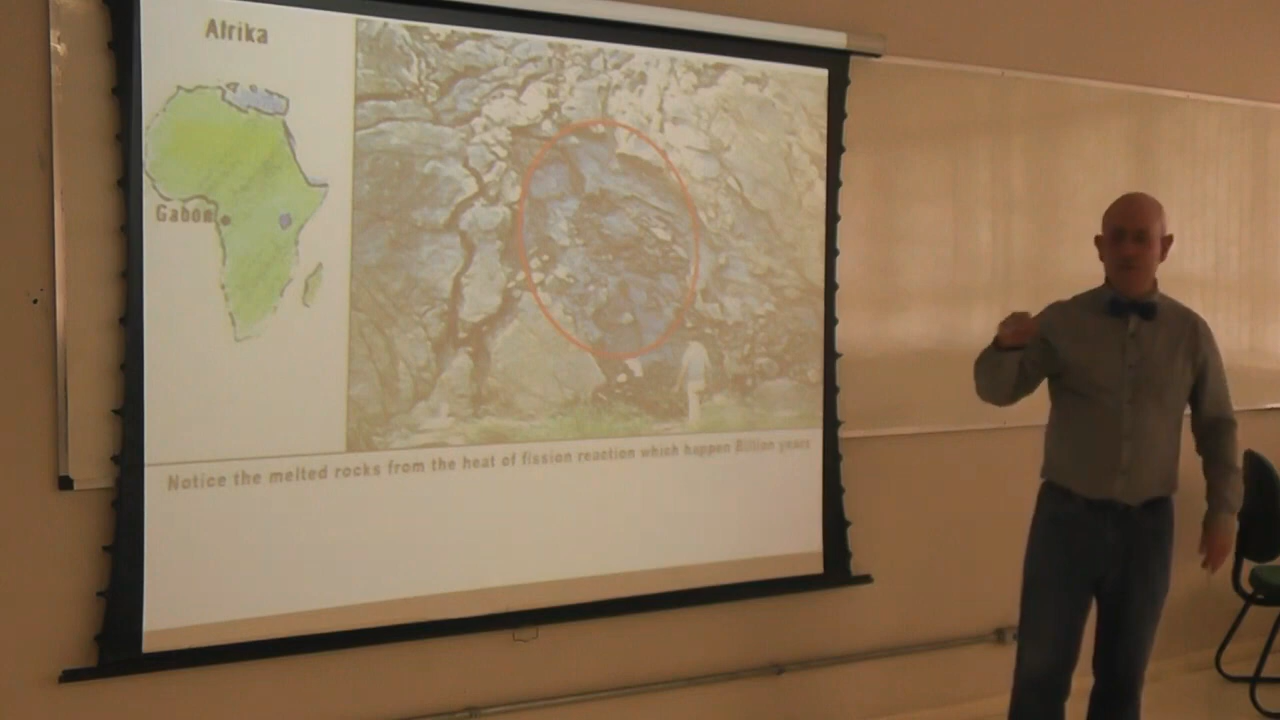 Afrika
Gabon
Notice the melted rocks from the heat of fission reaction which happen Billion years